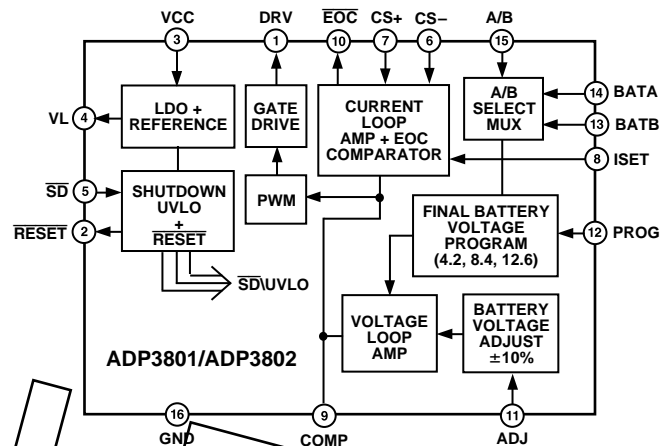 VCC DRV EOC CS+ CS− A/B
3 1 10 7 6 15
VL 4
LDO +
REFERENCE
GATE
DRIVE
CURRENT
LOOP
AMP + EOC
COMPARATOR
A/B
SELECT
MUX
14 BATA
13 BATB
8 ISET
SD 5
RESET 2
SHUTDOWN
UVLO
+
RESET
PWM
FINAL BATTERY
VOLTAGE
PROGRAM
(4.2, 8.4, 12.6)
12 PROG
SD\UVLO
VOLTAGE
LOOP
AMP
BATTERY
VOLTAGE
ADJUST
±10%
ADP3801/ADP3802
16 9 11
GND COMP ADJ